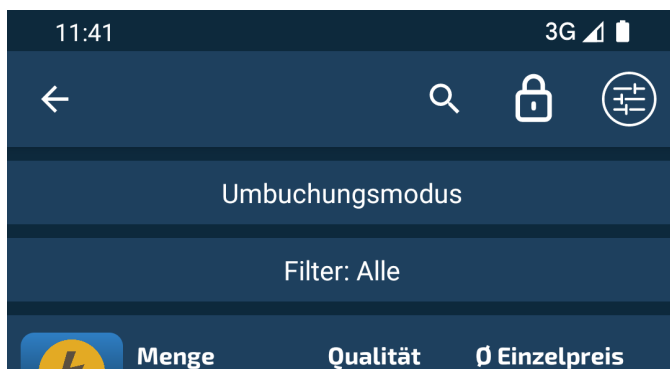 11:41 3G
Umbuchungsmodus
Filter: Alle
Menge Qualität Ø Einzelpreis